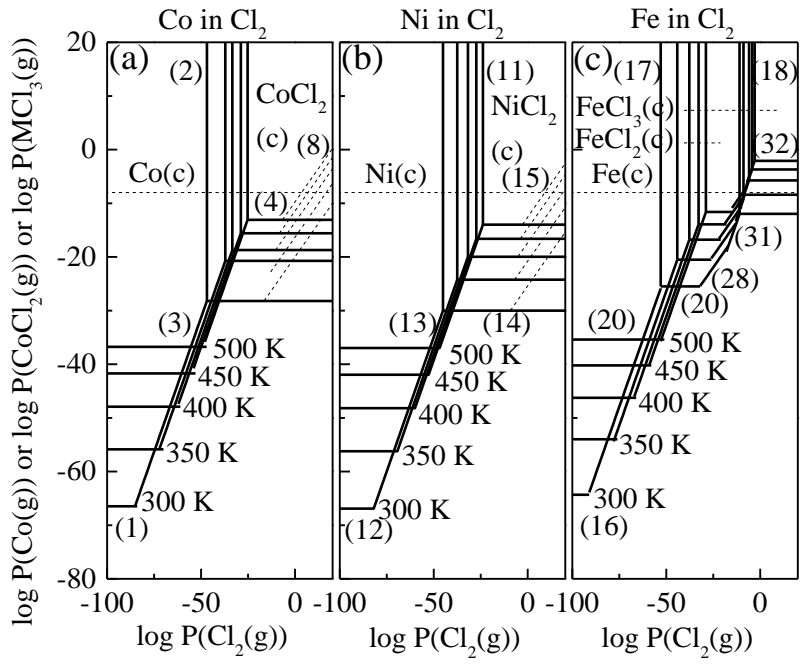 Co in Cl₂ Ni in Cl₂ Fe in Cl₂
log P(Co(g)) or log P(CoCl₂(g)) or log P(MCl₃(g))
20
0
-20
-40
-60
-80
(a)
(2)
CoCl₂
(c)
(8)
Co(c)
(4)
(3)
500 K
450 K
400 K
350 K
300 K
(1)
-100 -50 0
log P(Cl₂(g))
(b)
(11)
NiCl₂
(c)
(15)
Ni(c)
(13)
(14)
500 K
450 K
400 K
350 K
300 K
(12)
-100 -50 0
log P(Cl₂(g))
(c)
(17)
(18)
FeCl₃(c)
FeCl₂(c)
(32)
Fe(c)
(31)
(28)
(20)
(20)
500 K
450 K
400 K
350 K
300 K
(16)
-100 -50 0
log P(Cl₂(g))